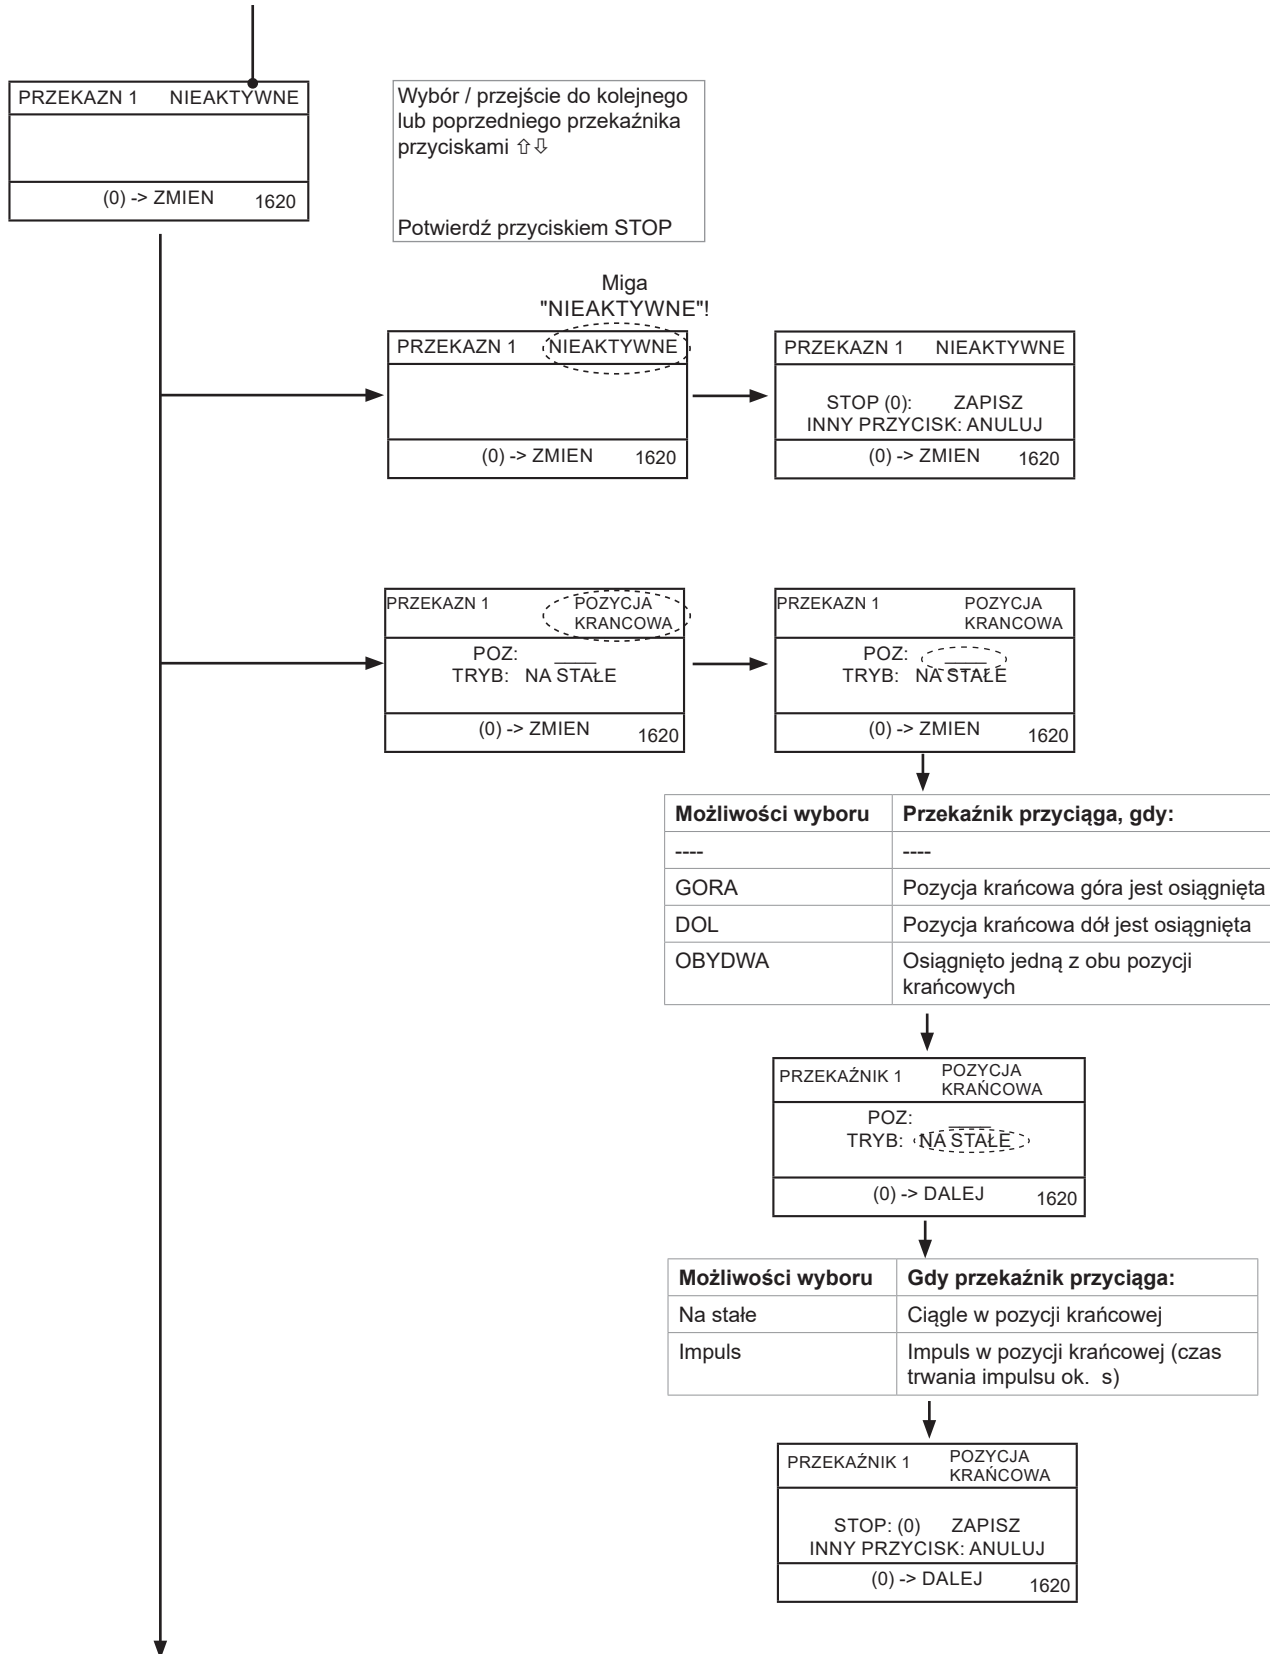 PRZEKAZN 1 NIEAKTYWNE
(0) -> ZMIEN 1620
Wybór / przejście do kolejnego
lub poprzedniego przekaźnika
przyciskami ⇧⇩
Potwierdź przyciskiem STOP
Miga
"NIEAKTYWNE"!
PRZEKAZN 1 NIEAKTYWNE
(0) -> ZMIEN 1620
PRZEKAZN 1 NIEAKTYWNE
STOP (0): ZAPISZ
INNY PRZYCISK: ANULUJ
(0) -> ZMIEN 1620
PRZEKAZN 1 POZYCJA
KRANCOWA
POZ: ____
TRYB: NA STAŁE
(0) -> ZMIEN 1620
PRZEKAZN 1 POZYCJA
KRANCOWA
POZ: ____
TRYB: NA STAŁE
(0) -> ZMIEN 1620
Możliwości wyboru Przekaźnik przyciąga, gdy:
---- ----
GORA Pozycja krańcowa góra jest osiągnięta
DOL Pozycja krańcowa dół jest osiągnięta
OBYDWA Osiągnięto jedną z obu pozycji
krańcowych
PRZEKAŹNIK 1 POZYCJA
KRAŃCOWA
POZ: ____
TRYB: NA STAŁE
(0) -> DALEJ 1620
Możliwości wyboru Gdy przekaźnik przyciąga:
Na stałe Ciągle w pozycji krańcowej
Impuls Impuls w pozycji krańcowej (czas
trwania impulsu ok. s)
PRZEKAŹNIK 1 POZYCJA
KRAŃCOWA
STOP: (0) ZAPISZ
INNY PRZYCISK: ANULUJ
(0) -> DALEJ 1620